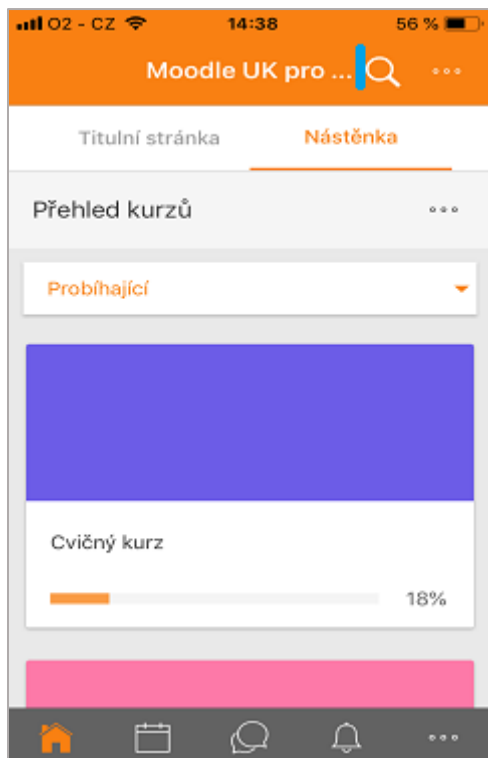 O2 - CZ 14:38 56 %
Moodle UK pro ...
Titulní stránka Nástěnka
Přehled kurzů
Probíhající
Cvičný kurz
18%